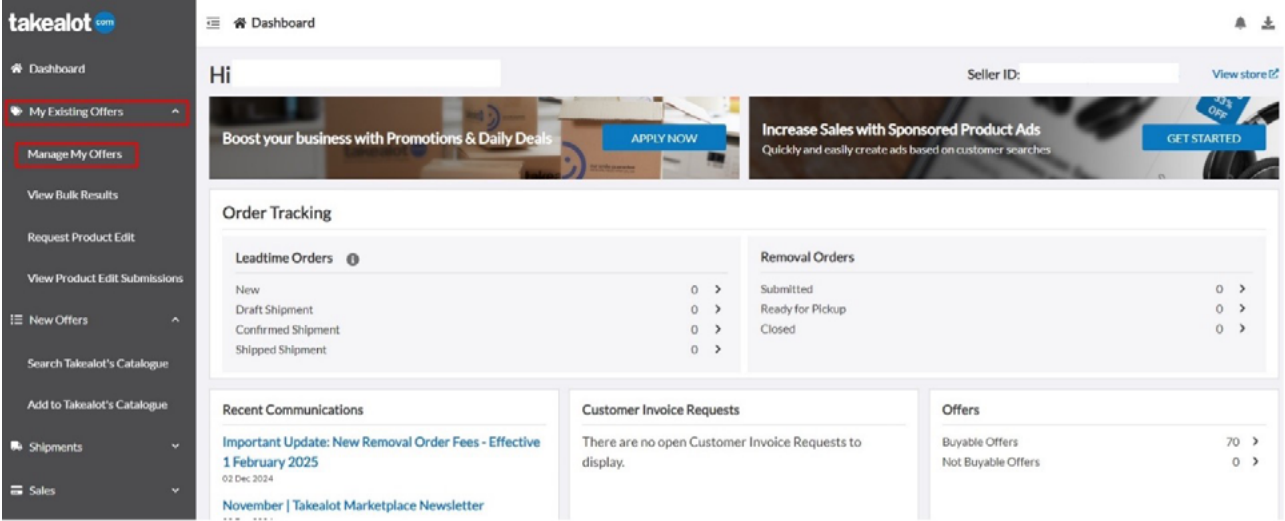 takealot com
Dashboard
My Existing Offers
Manage My Offers
View Bulk Results
Request Product Edit
View Product Edit Submissions
New Offers
Search Takealot's Catalogue
Add to Takealot's Catalogue
Shipments
Sales
Dashboard
Hi
Seller ID:
View store
Boost your business with Promotions & Daily Deals
APPLY NOW
Increase Sales with Sponsored Product Ads
Quickly and easily create ads based on customer searches
33%
OFF
GET STARTED
Order Tracking
Leadtime Orders
New 0
Draft Shipment 0
Confirmed Shipment 0
Shipped Shipment 0
Removal Orders
Submitted 0
Ready for Pickup 0
Closed 0
Recent Communications
Important Update: New Removal Order Fees - Effective
1 February 2025
02 Dec 2024
November | Takealot Marketplace Newsletter
Customer Invoice Requests
There are no open Customer Invoice Requests to
display.
Offers
Buyable Offers 70
Not Buyable Offers 0